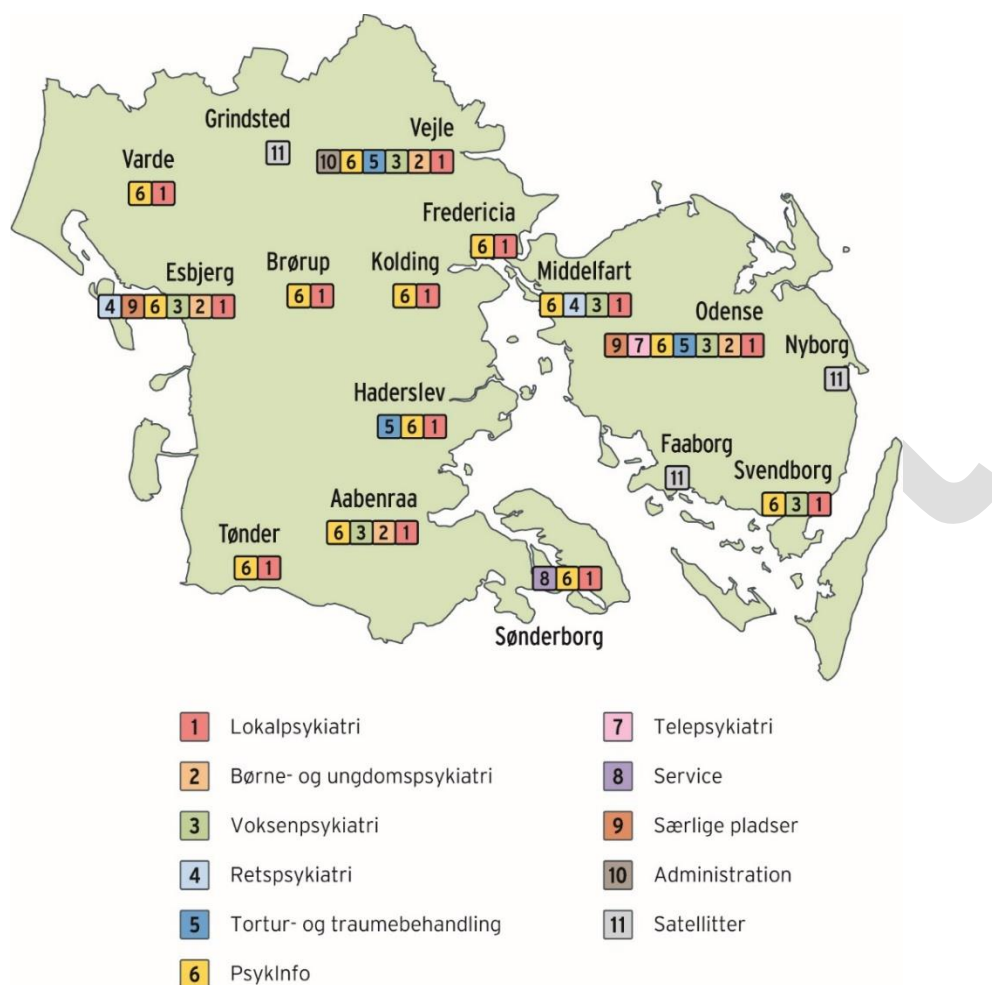 Grindsted
11
Vejle
10 6 5 3 2 1
Varde
6 1
Fredericia
6 1
Esbjerg
4 9 6 3 2 1
Brørup
6 1
Kolding
6 1
Middelfart
6 4 3 1
Odense
9 7 6 5 3 2 1
Nyborg
11
Haderslev
5 6 1
Faaborg
11
Svendborg
6 3 1
Aabenraa
6 3 2 1
Tønder
6 1
8 6 1
Sønderborg
1 Lokalpsykiatri
2 Børne- og ungdomspsykiatri
3 Voksenpsykiatri
4 Retspsykiatri
5 Tortur- og traumebehandling
6 PsykInfo
7 Telepsykiatri
8 Service
9 Særlige pladser
10 Administration
11 Satellitter